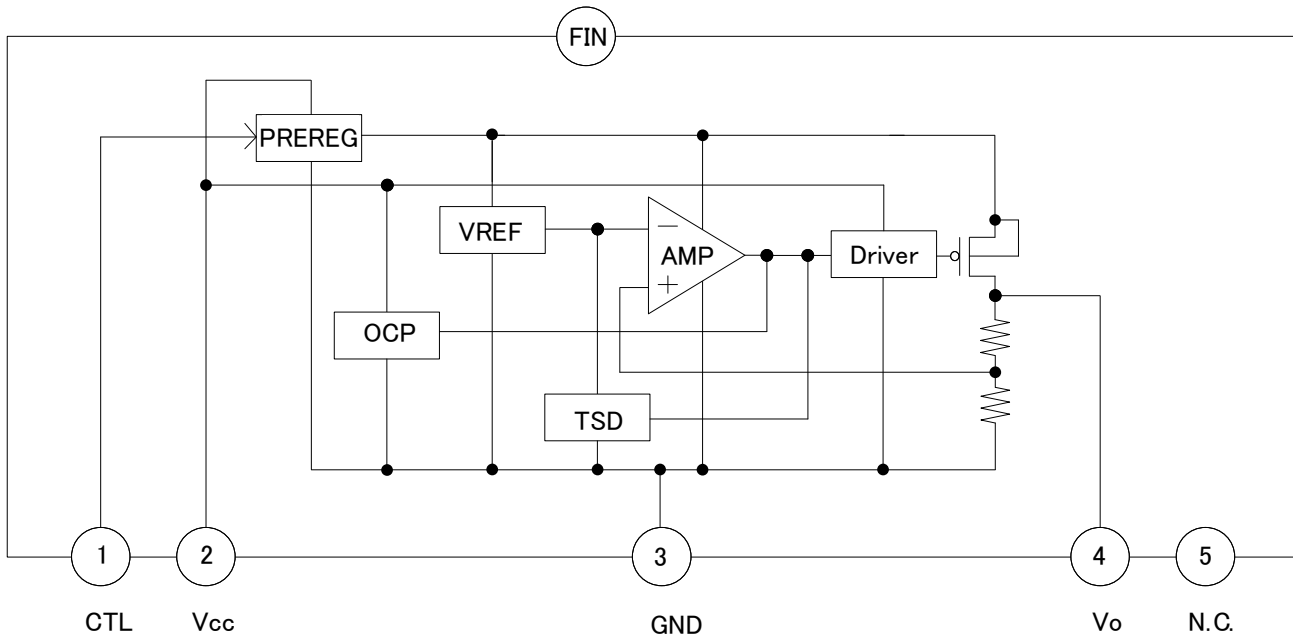 FIN
PREREG
VREF
−
AMP
+
Driver
OCP
TSD
1
2
3
4
5
CTL
Vcc
GND
Vo
N.C.